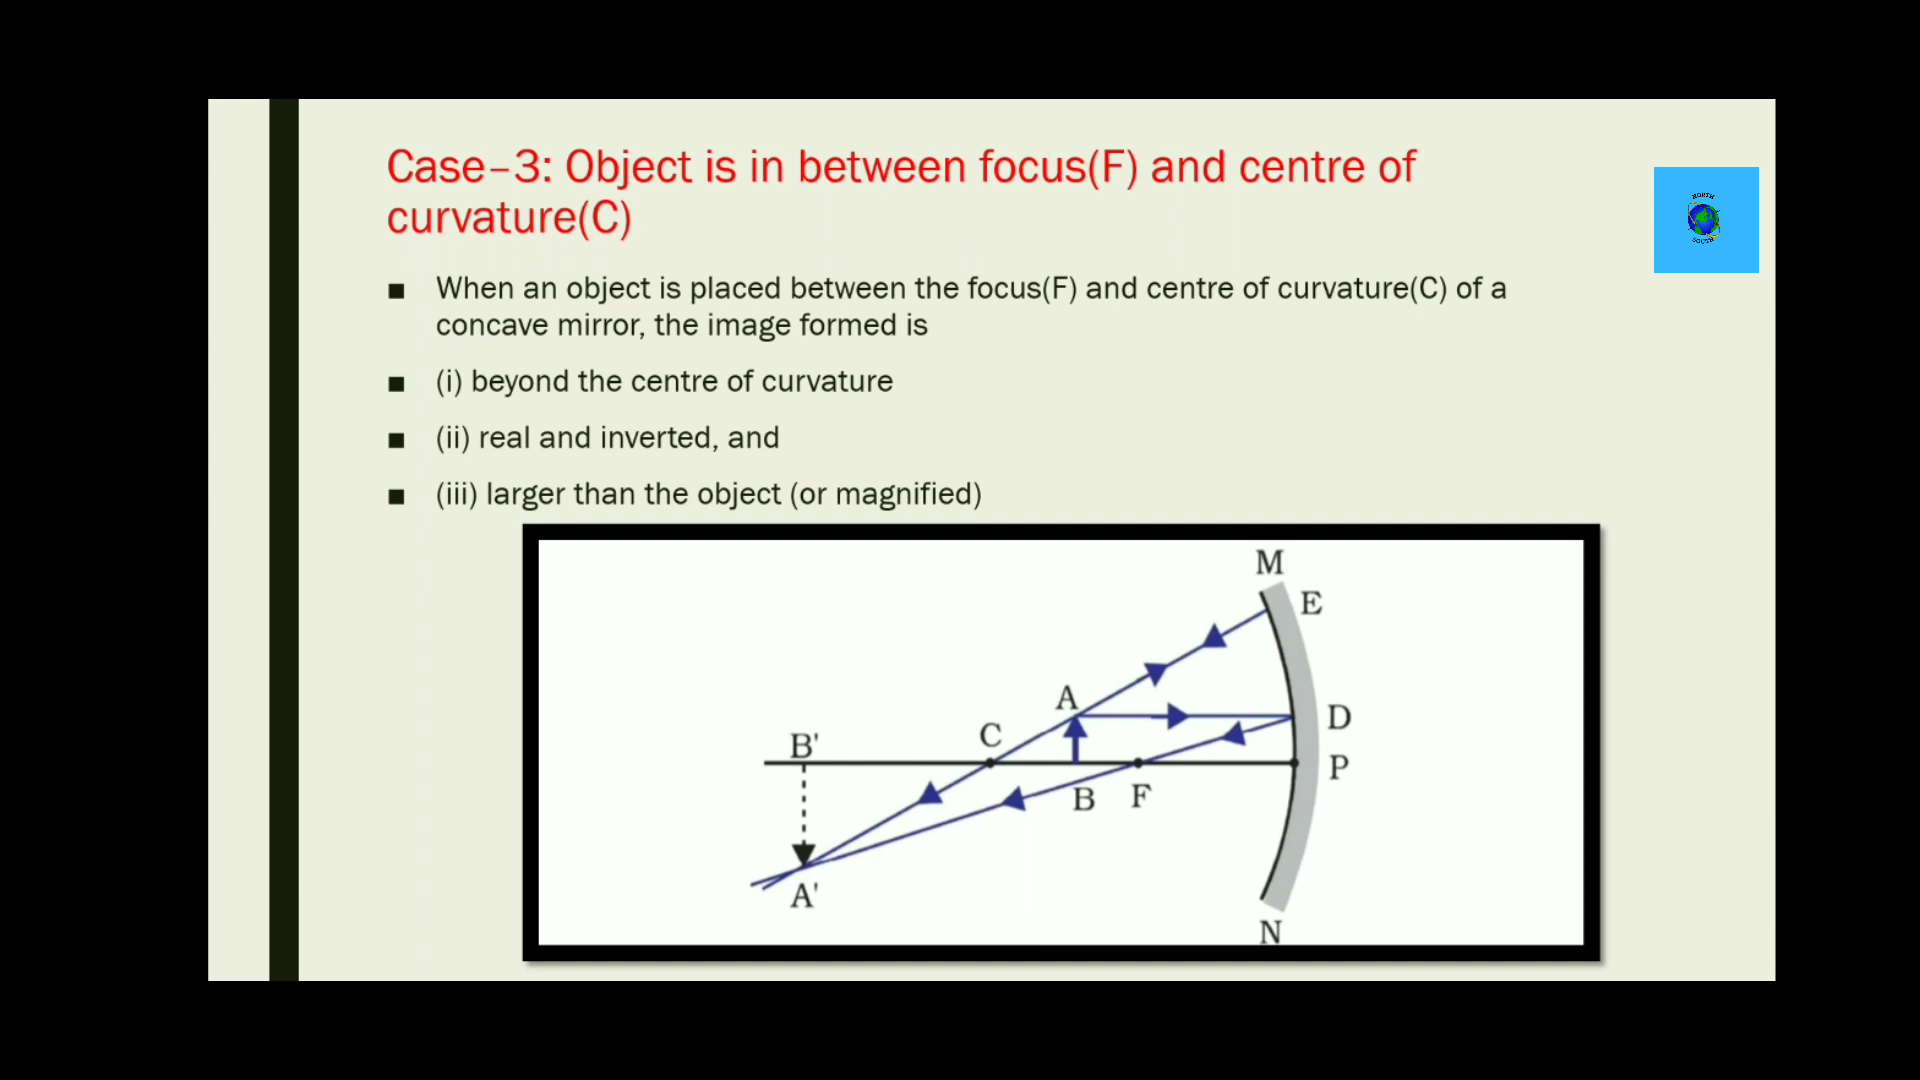 Case-3: Object is in between focus(F) and centre of
curvature(C)
NORTH
SOUTH
■ When an object is placed between the focus(F) and centre of curvature(C) of a
concave mirror, the image formed is
■ (i) beyond the centre of curvature
■ (ii) real and inverted, and
■ (iii) larger than the object (or magnified)
M
E
A
D
C
B'
P
B
F
A'
N